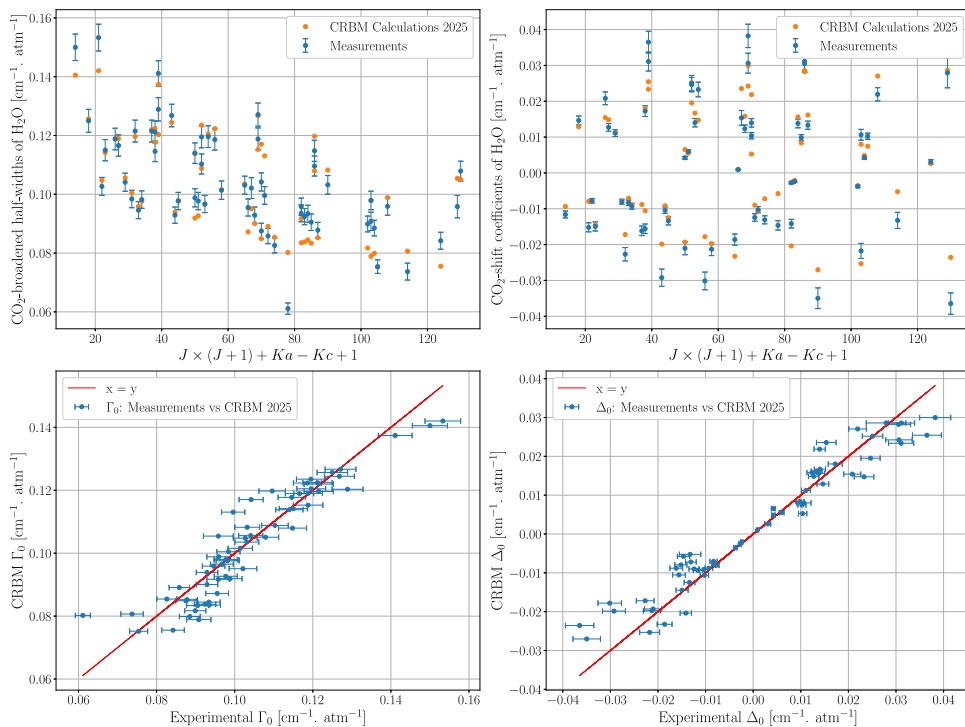 CO₂-broadened half-widths of H₂O [cm⁻¹. atm⁻¹]
0.16
0.14
0.12
0.10
0.08
0.06
CRBM Calculations 2025
Measurements
20 40 60 80 100 120
J × (J + 1) + Ka − Kc + 1
CO₂-shift coefficients of H₂O [cm⁻¹. atm⁻¹]
0.04
0.03
0.02
0.01
0.00
−0.01
−0.02
−0.03
−0.04
CRBM Calculations 2025
Measurements
20 40 60 80 100 120
J × (J + 1) + Ka − Kc + 1
CRBM Γ₀ [cm⁻¹. atm⁻¹]
0.14
0.12
0.10
0.08
0.06
x = y
Γ₀: Measurements vs CRBM 2025
0.06 0.08 0.10 0.12 0.14 0.16
Experimental Γ₀ [cm⁻¹. atm⁻¹]
CRBM Δ₀ [cm⁻¹. atm⁻¹]
0.04
0.03
0.02
0.01
0.00
−0.01
−0.02
−0.03
−0.04
x = y
Δ₀: Measurements vs CRBM 2025
−0.04 −0.03 −0.02 −0.01 0.00 0.01 0.02 0.03 0.04
Experimental Δ₀ [cm⁻¹. atm⁻¹]